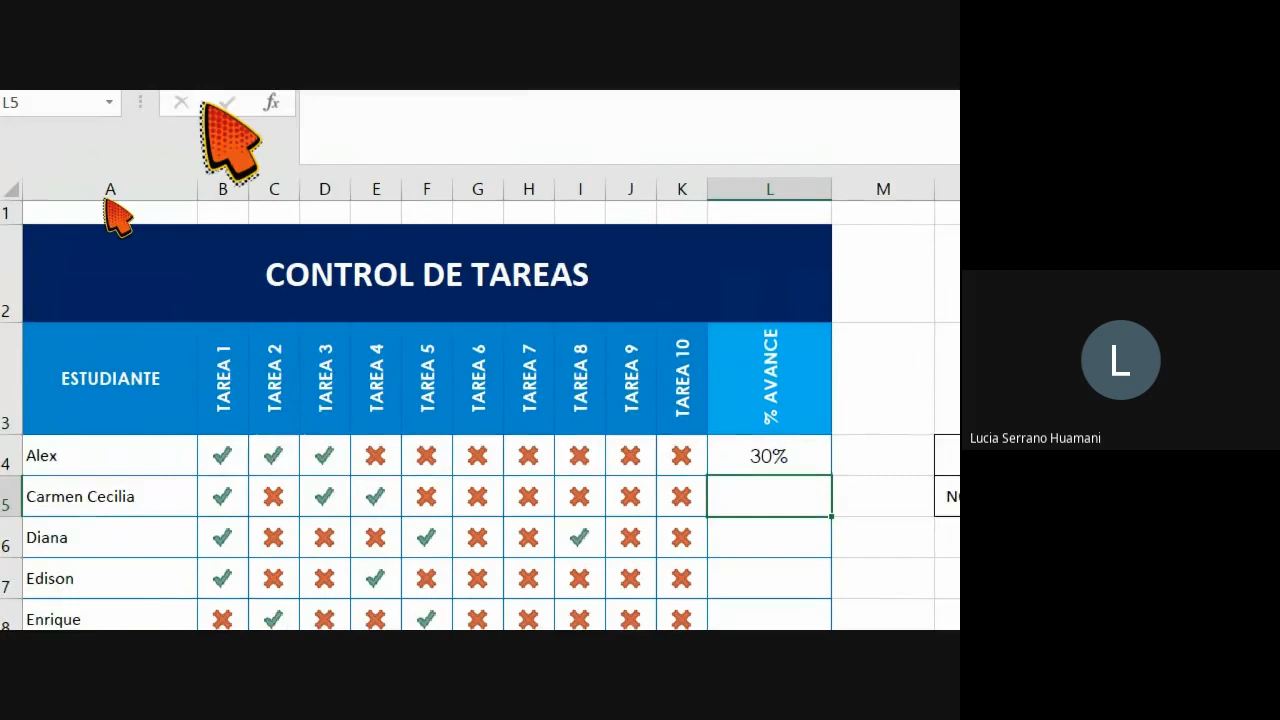 L5
fx
A B C D E F G H I J K L M
1
2
CONTROL DE TAREAS
3
ESTUDIANTE
TAREA 1
TAREA 2
TAREA 3
TAREA 4
TAREA 5
TAREA 6
TAREA 7
TAREA 8
TAREA 9
TAREA 10
% AVANCE
4 Alex 30%
5 Carmen Cecilia
6 Diana
7 Edison
8 Enrique
L
Lucia Serrano Huamani